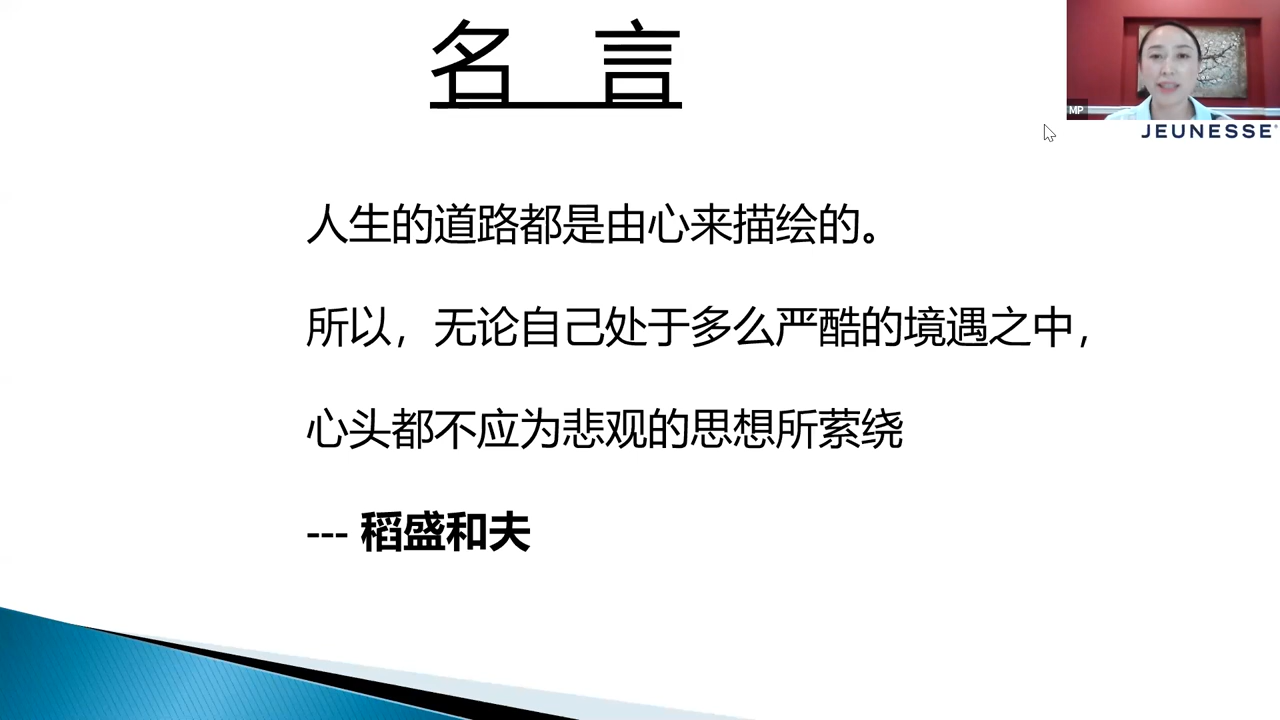 名 言
MP
JEUNESSE
人生的道路都是由心来描绘的。
所以，无论自己处于多么严酷的境遇之中，
心头都不应为悲观的思想所萦绕
--- 稻盛和夫